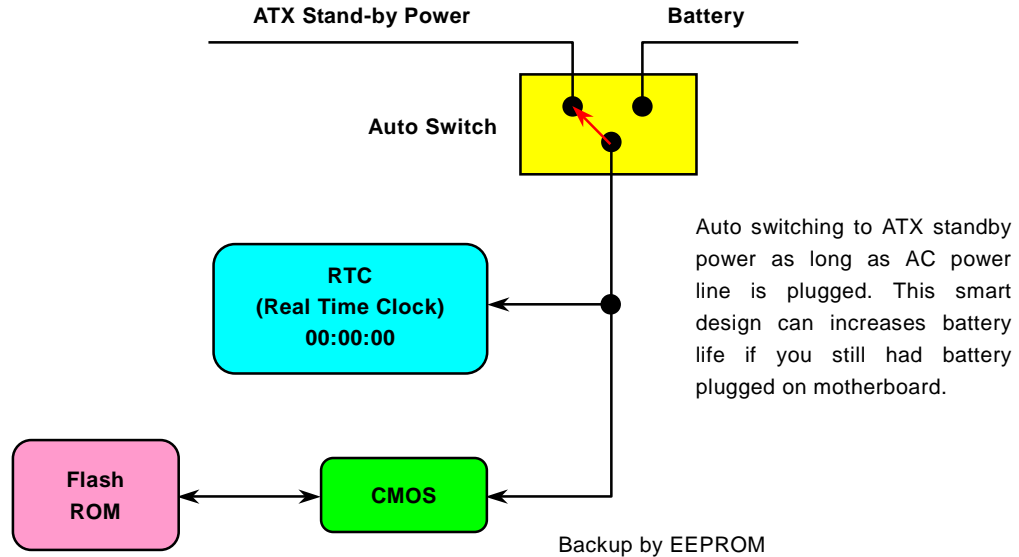 ATX Stand-by Power
Battery
Auto Switch
Auto switching to ATX standby
power as long as AC power
line is plugged. This smart
design can increases battery
life if you still had battery
plugged on motherboard.
RTC
(Real Time Clock)
00:00:00
Flash
ROM
CMOS
Backup by EEPROM